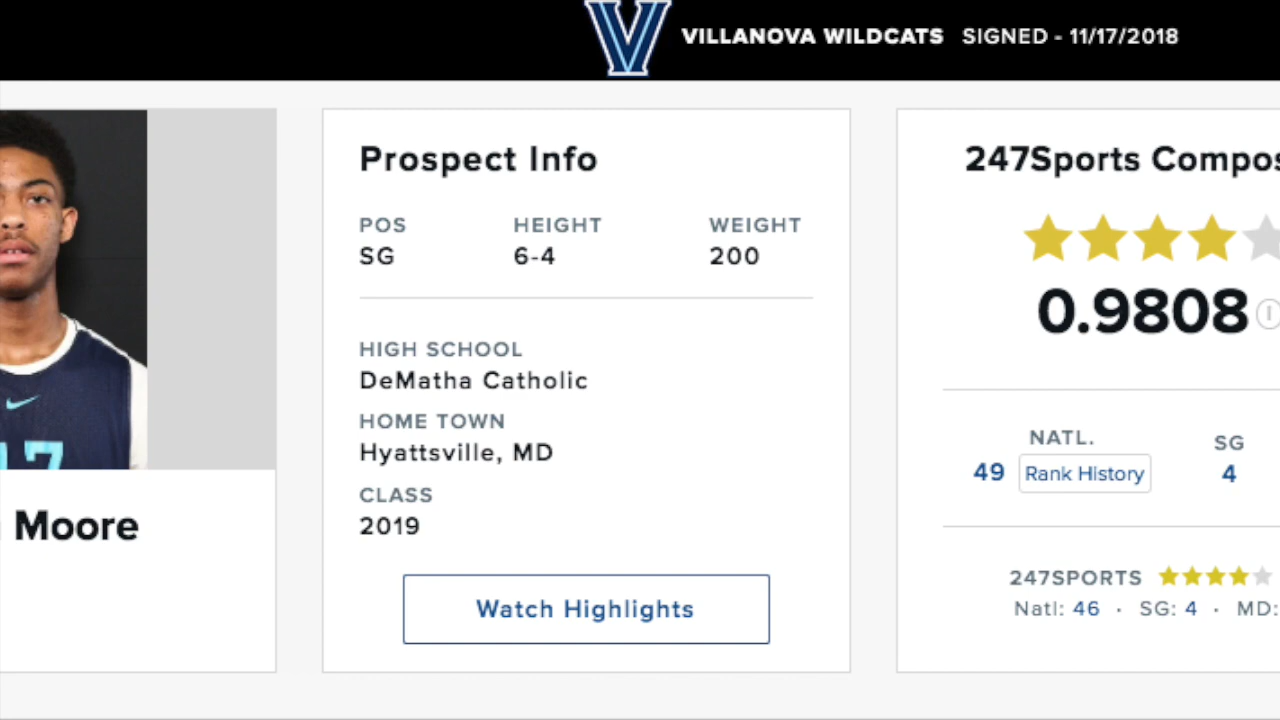 VILLANOVA WILDCATS SIGNED - 11/17/2018
17
Moore
Prospect Info
POS HEIGHT WEIGHT
SG 6-4 200
HIGH SCHOOL
DeMatha Catholic
HOME TOWN
Hyattsville, MD
CLASS
2019
Watch Highlights
247Sports Compos
0.9808
NATL. SG
49 Rank History 4
247SPORTS
Natl: 46 · SG: 4 · MD: